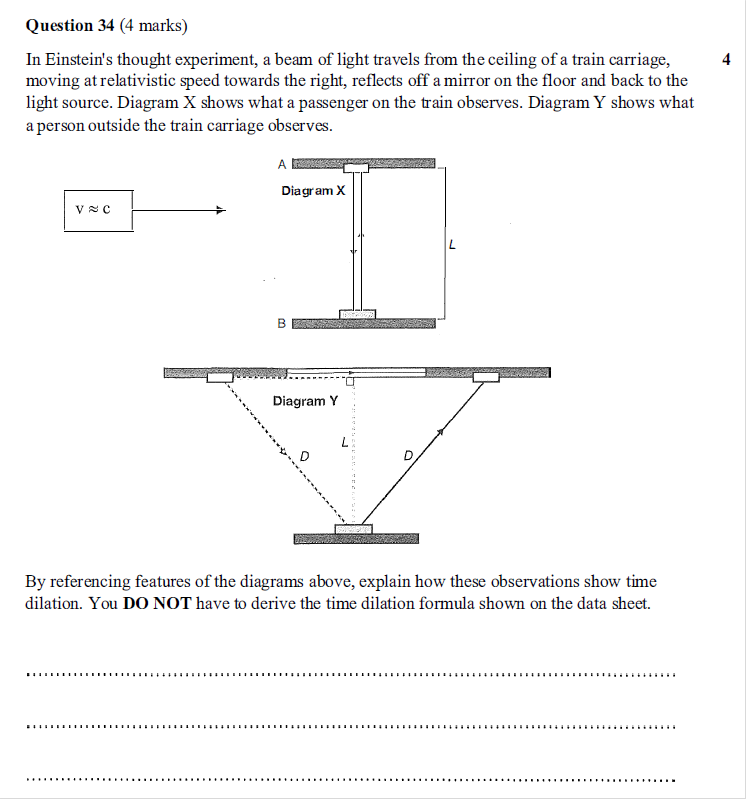 Question 34 (4 marks)
In Einstein's thought experiment, a beam of light travels from the ceiling of a train carriage, 4
moving at relativistic speed towards the right, reflects off a mirror on the floor and back to the
light source. Diagram X shows what a passenger on the train observes. Diagram Y shows what
a person outside the train carriage observes.
A
Diagram X
v ≈ c
L
B
Diagram Y
L
D
D
By referencing features of the diagrams above, explain how these observations show time
dilation. You DO NOT have to derive the time dilation formula shown on the data sheet.